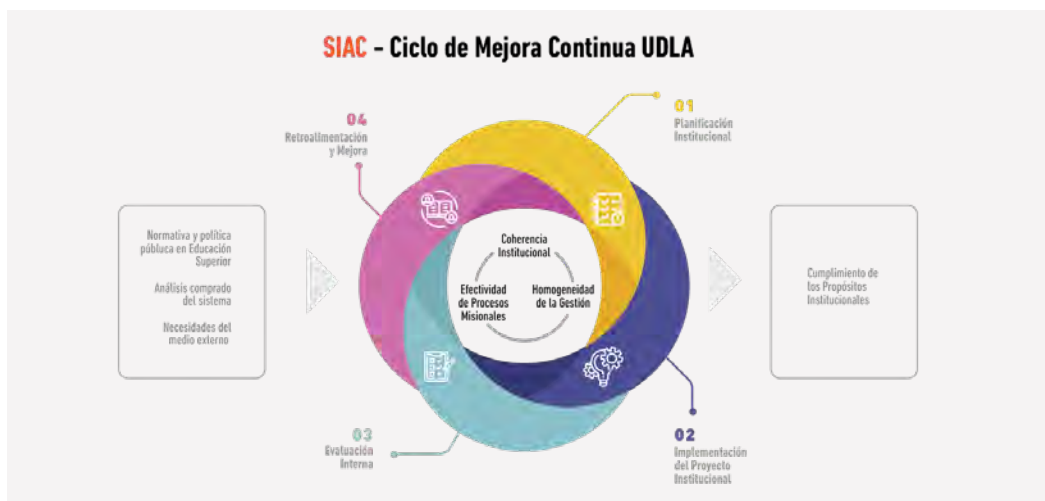 SIAC – Ciclo de Mejora Continua UDLA
04
Retroalimentación
y Mejora
01
Planificación
Institucional
Normativa y política
públuca en Educación
Superior
Análisis comprado
del sistema
Necesidades del
medio externo
Coherencia
Institucional
Efectividad
de Procesos
Misionales
Homogeneidad
de la Gestión
Cumplimiento de
los Propósitos
Institucionales
03
Evaluación
Interna
02
Implementación
del Proyecto
Institucional